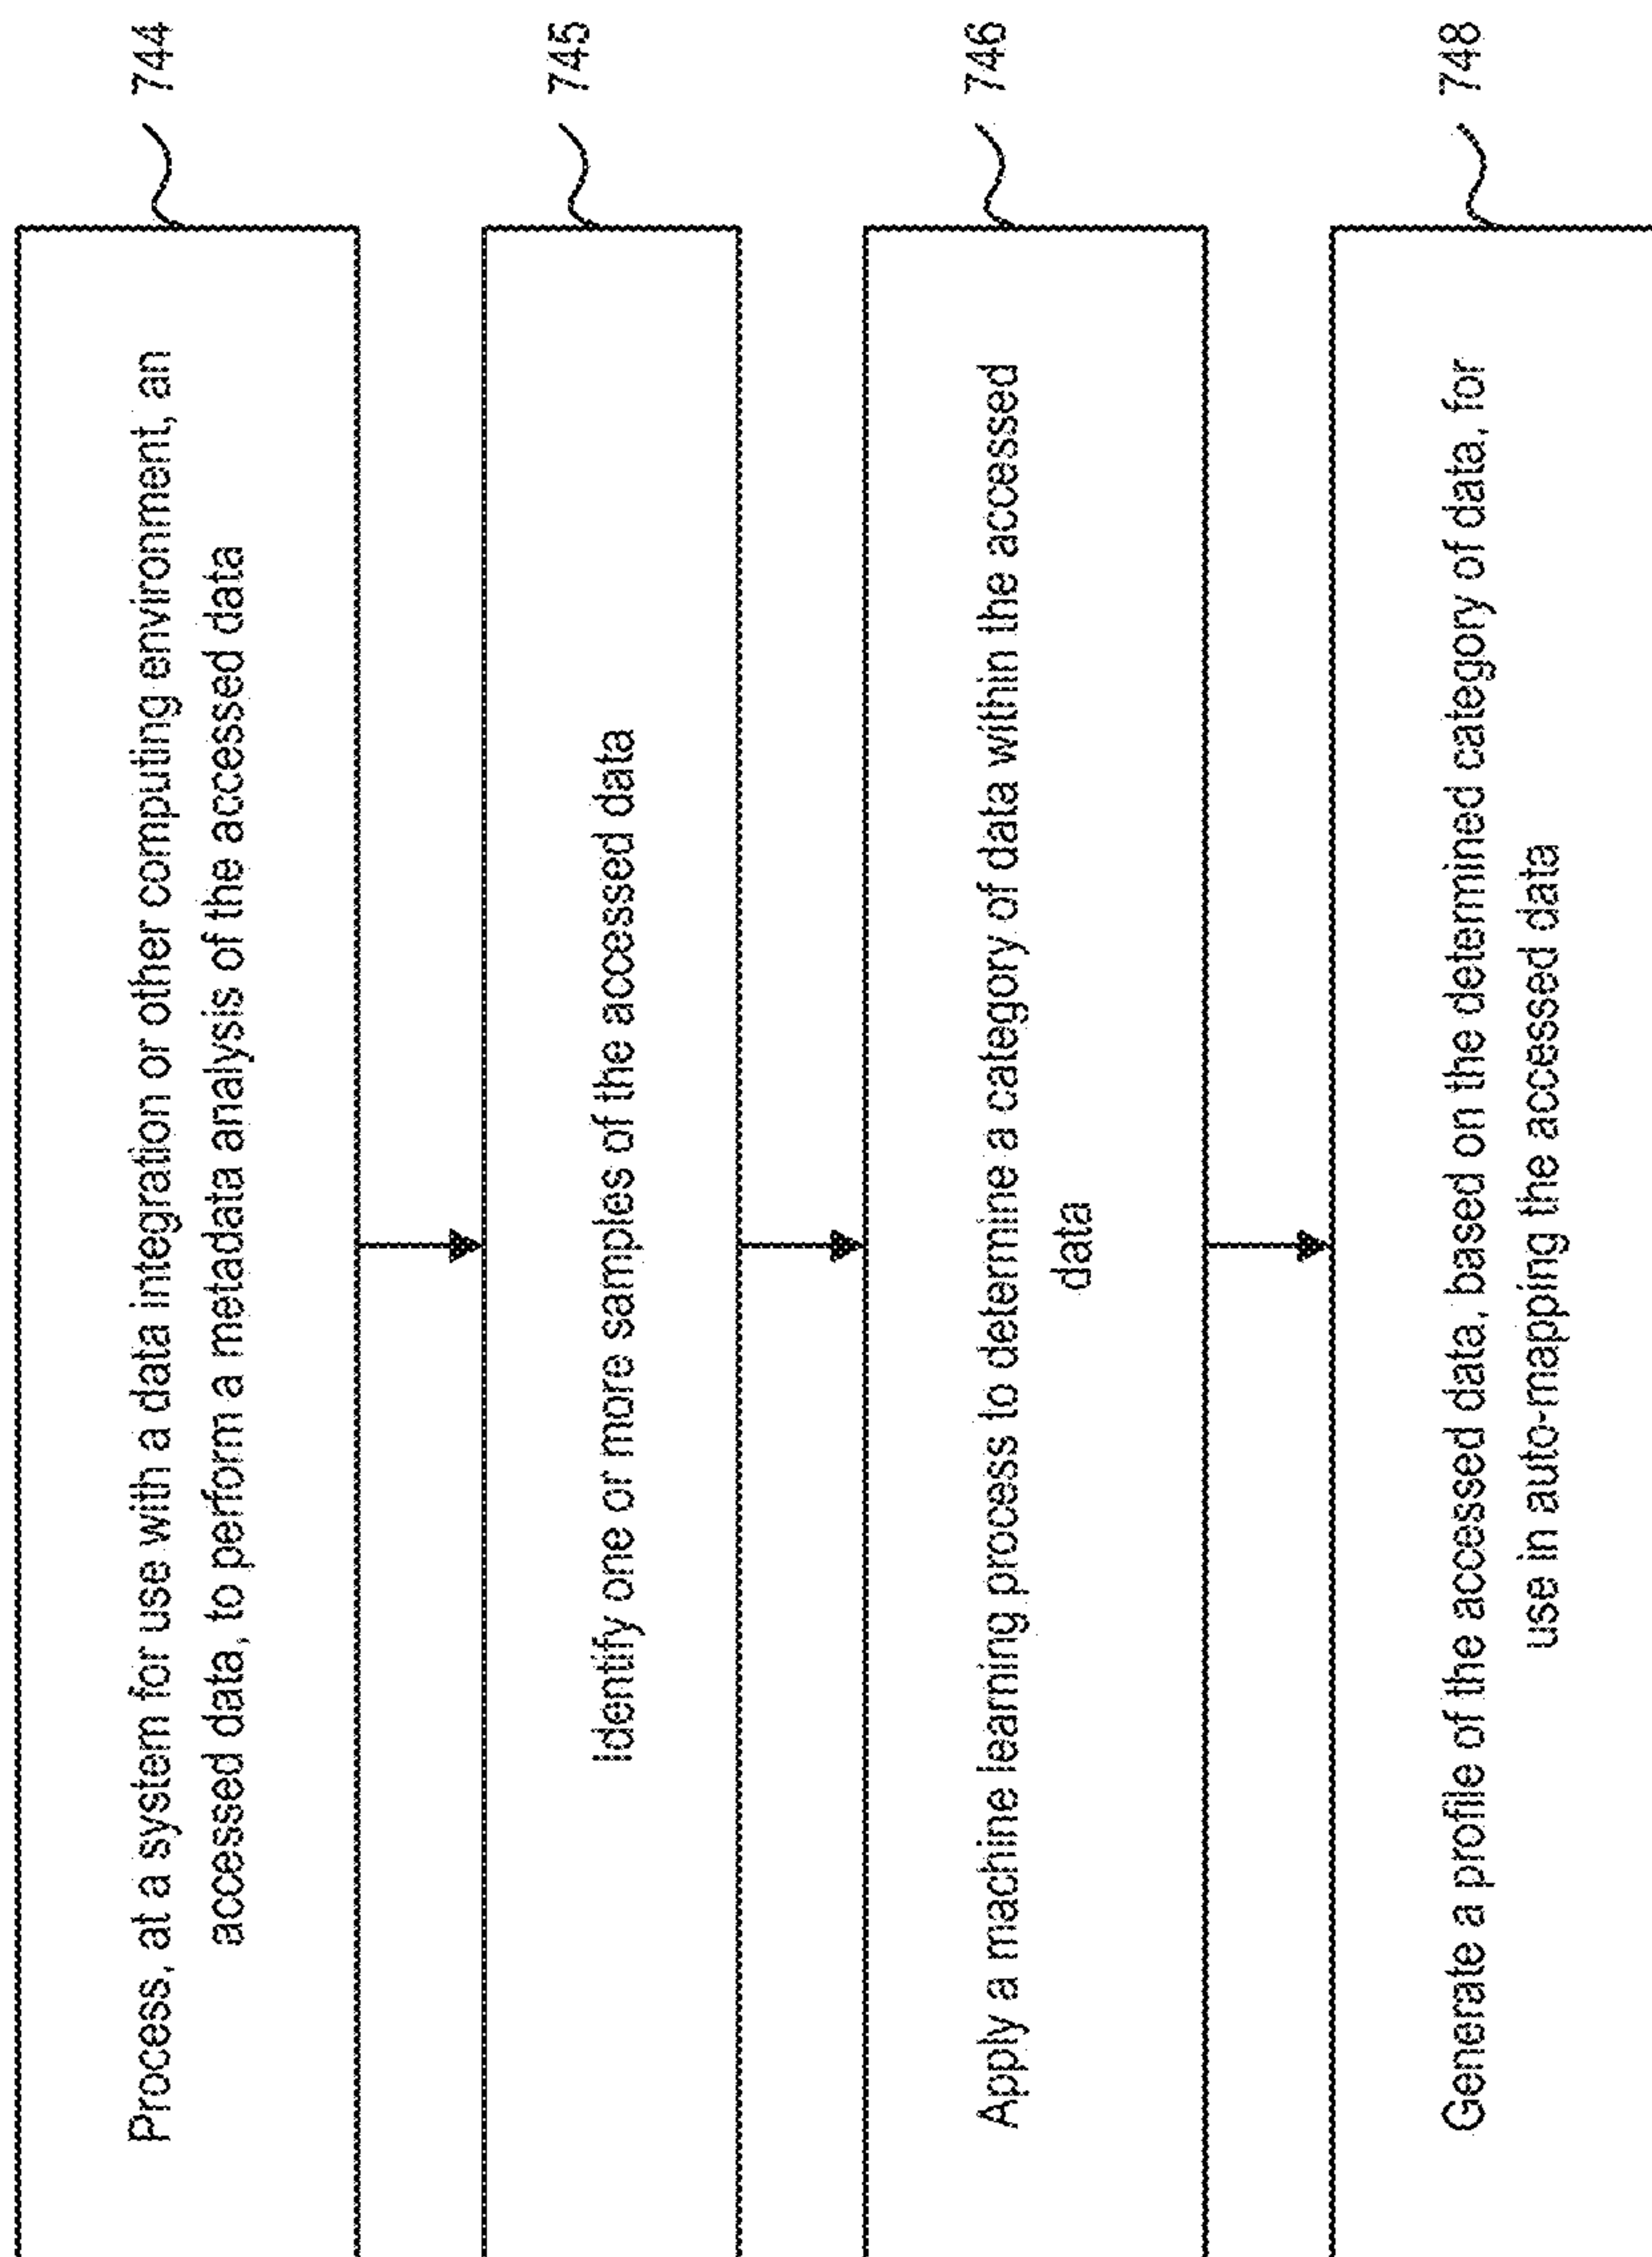 Process, at a system for use with a data integration or other computing environment, an
accessed data, to perform a metadata analysis of the accessed data
744
Identify one or more samples of the accessed data
745
Apply a machine learning process to determine a category of data within the accessed
data
746
Generate a profile of the accessed data, based on the determined category of data, for
use in auto-mapping the accessed data
748